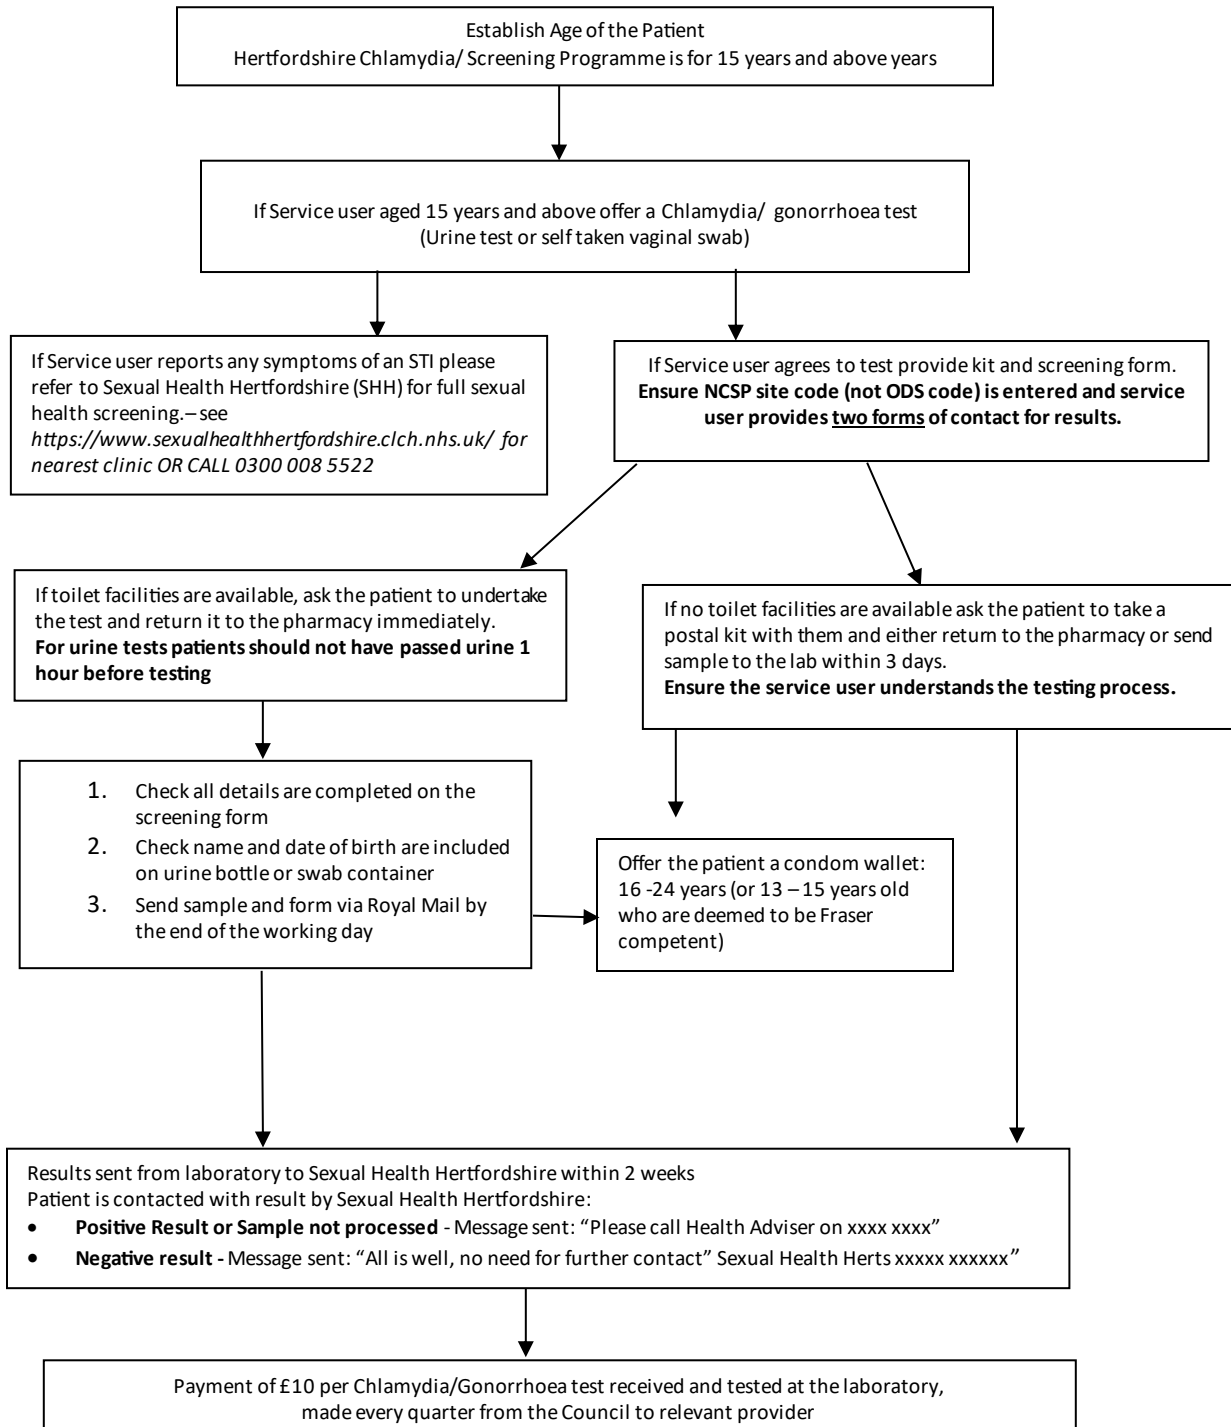 Establish Age of the Patient
Hertfordshire Chlamydia/ Screening Programme is for 15 years and above years
If Service user aged 15 years and above offer a Chlamydia/ gonorrhoea test
(Urine test or self taken vaginal swab)
If Service user reports any symptoms of an STI please
refer to Sexual Health Hertfordshire (SHH) for full sexual
health screening.– see
https://www.sexualhealthhertfordshire.clch.nhs.uk/ for
nearest clinic OR CALL 0300 008 5522
If Service user agrees to test provide kit and screening form.
Ensure NCSP site code (not ODS code) is entered and service
user provides two forms of contact for results.
If toilet facilities are available, ask the patient to undertake
the test and return it to the pharmacy immediately.
For urine tests patients should not have passed urine 1
hour before testing
If no toilet facilities are available ask the patient to take a
postal kit with them and either return to the pharmacy or send
sample to the lab within 3 days.
Ensure the service user understands the testing process.
1. Check all details are completed on the
screening form
2. Check name and date of birth are included
on urine bottle or swab container
3. Send sample and form via Royal Mail by
the end of the working day
Offer the patient a condom wallet:
16 -24 years (or 13 – 15 years old
who are deemed to be Fraser
competent)
Results sent from laboratory to Sexual Health Hertfordshire within 2 weeks
Patient is contacted with result by Sexual Health Hertfordshire:
• Positive Result or Sample not processed - Message sent: “Please call Health Adviser on xxxx xxxx”
• Negative result - Message sent: “All is well, no need for further contact” Sexual Health Herts xxxxx xxxxxx”
Payment of £10 per Chlamydia/Gonorrhoea test received and tested at the laboratory,
made every quarter from the Council to relevant provider